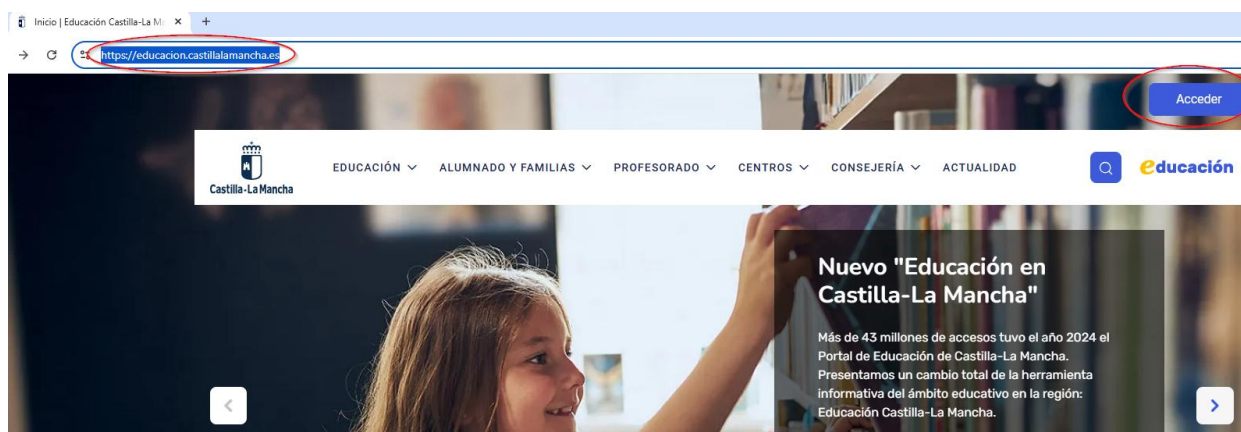 Inicio | Educación Castilla-La M
https://educacion.castillalamancha.es
Acceder
Castilla-La Mancha
EDUCACIÓN
ALUMNADO Y FAMILIAS
PROFESORADO
CENTROS
CONSEJERÍA
ACTUALIDAD
educación
Nuevo "Educación en
Castilla-La Mancha"
Más de 43 millones de accesos tuvo el año 2024 el
Portal de Educación de Castilla-La Mancha.
Presentamos un cambio total de la herramienta
informativa del ámbito educativo en la región:
Educación Castilla-La Mancha.